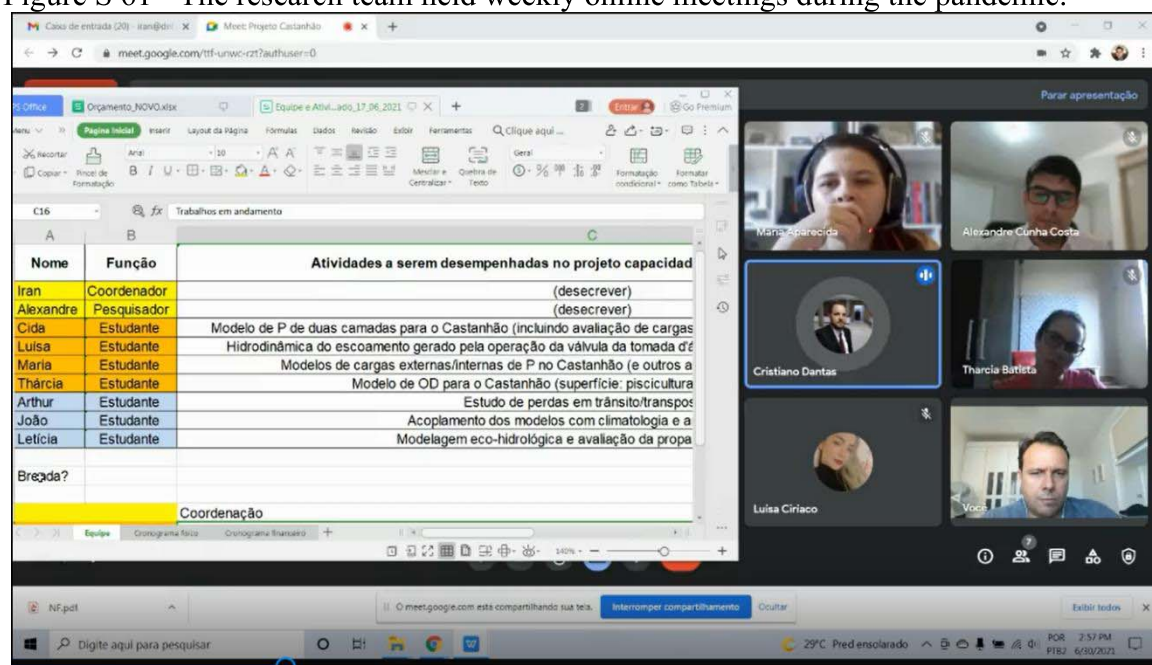 Figure S 01 - The research team held weekly online meetings during the pandemic.
Caixa de entrada (20) - iran@
Meet: Projeto Castanhão
meet.google.com/ttf-unwc-rzt?authuser=0
Parar apresentação
PS Office
Orçamento_NOVO.xlsx
Equipe e Ativi...ado_17_06_2021
Entrar
Go Premium
Menu
Página Inicial
Inserir
Layout da Página
Fórmulas
Dados
Revisão
Exibir
Ferramentas
Clique aqui ...
Recortar
Copiar
Pincel de
Formatação
Arial
10
B I U
Mesclar e
Centralizar
Quebra de
Texto
Geral
Formatação
condicional
Formatar
como Tabela
C16
fx
Trabalhos em andamento
A B C
Nome Função Atividades a serem desempenhadas no projeto capacidad
Iran Coordenador (desecrever)
Alexandre Pesquisador (desecrever)
Cida Estudante Modelo de P de duas camadas para o Castanhão (incluindo avaliação de cargas
Luísa Estudante Hidrodinâmica do escoamento gerado pela operação da válvula da tomada d'á
Maria Estudante Modelos de cargas externas/internas de P no Castanhão (e outros a
Thárcia Estudante Modelo de OD para o Castanhão (superfície: piscicultura
Arthur Estudante Estudo de perdas em trânsito/transpos
João Estudante Acoplamento dos modelos com climatologia e a
Letícia Estudante Modelagem eco-hidrológica e avaliação da propa
Brenda?
Coordenação
Equipe
Cronograma físico
Cronograma financeiro
140%
Maria Aparecida
Alexandre Cunha Costa
Cristiano Dantas
Tharcia Batista
Luisa Ciriaco
Você
7
NF.pdf
O meet.google.com está compartilhando sua tela.
Interromper compartilhamento
Ocultar
Exibir todos
Digite aqui para pesquisar
29°C Pred ensolarado
POR
PTB2
2:57 PM
6/30/2021